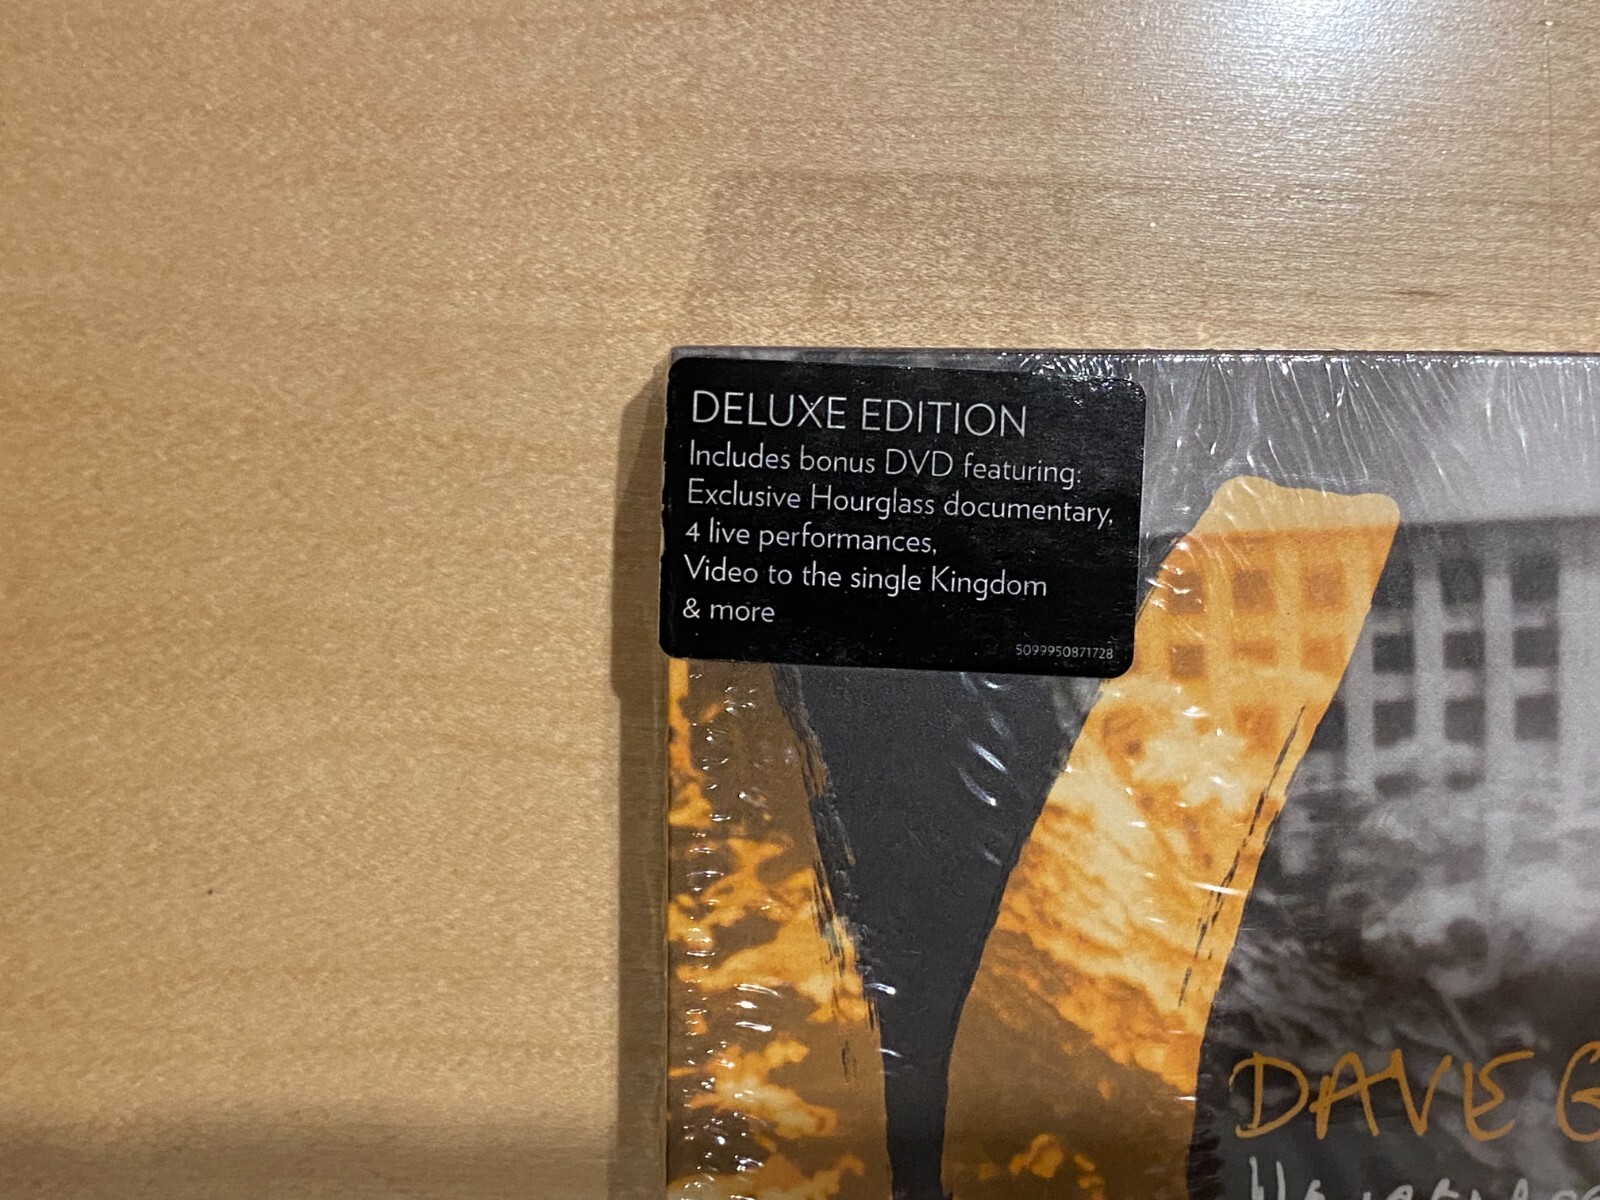 DELUXE EDITION
Includes bonus DVD featuring:
Exclusive Hourglass documentary,
4 live performances,
Video to the single Kingdom
& more
5099950871728
DAVE G